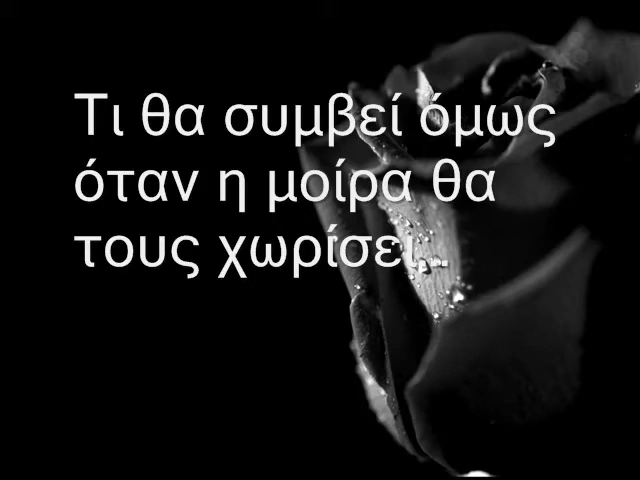 Τι θα συμβεί όμως
όταν η μοίρα θα
τους χωρίσει...